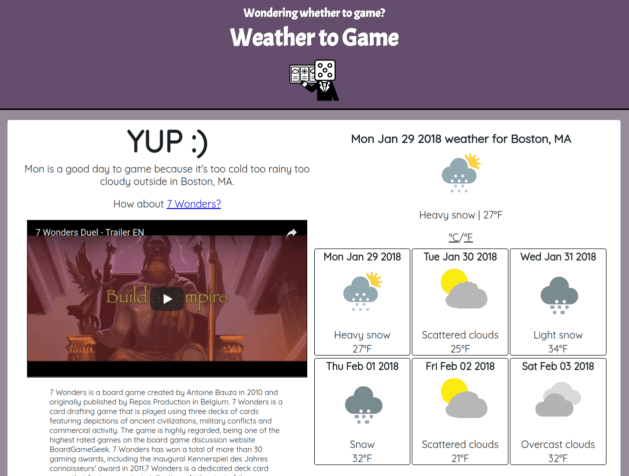 Wondering whether to game?
Weather to Game
YUP :)
Mon is a good day to game because it's too cold too rainy too
cloudy outside in Boston, MA.
How about 7 Wonders?
7 Wonders Duel - Trailer EN
Build an Empire
7 Wonders is a board game created by Antoine Bauza in 2010 and
originally published by Repos Production in Belgium. 7 Wonders is a
card drafting game that is played using three decks of cards
featuring depictions of ancient civilizations, military conflicts and
commercial activity. The game is highly regarded, being one of the
highest rated games on the board game discussion website
BoardGameGeek. 7 Wonders has won a total of more than 30
gaming awards, including the inaugural Kennerspiel des Jahres
connoisseurs' award in 2011.7 Wonders is a dedicated deck card
Mon Jan 29 2018 weather for Boston, MA
Heavy snow | 27°F
°C/°F
Mon Jan 29 2018
Heavy snow
27°F
Tue Jan 30 2018
Scattered clouds
25°F
Wed Jan 31 2018
Light snow
34°F
Thu Feb 01 2018
Snow
32°F
Fri Feb 02 2018
Scattered clouds
21°F
Sat Feb 03 2018
Overcast clouds
32°F